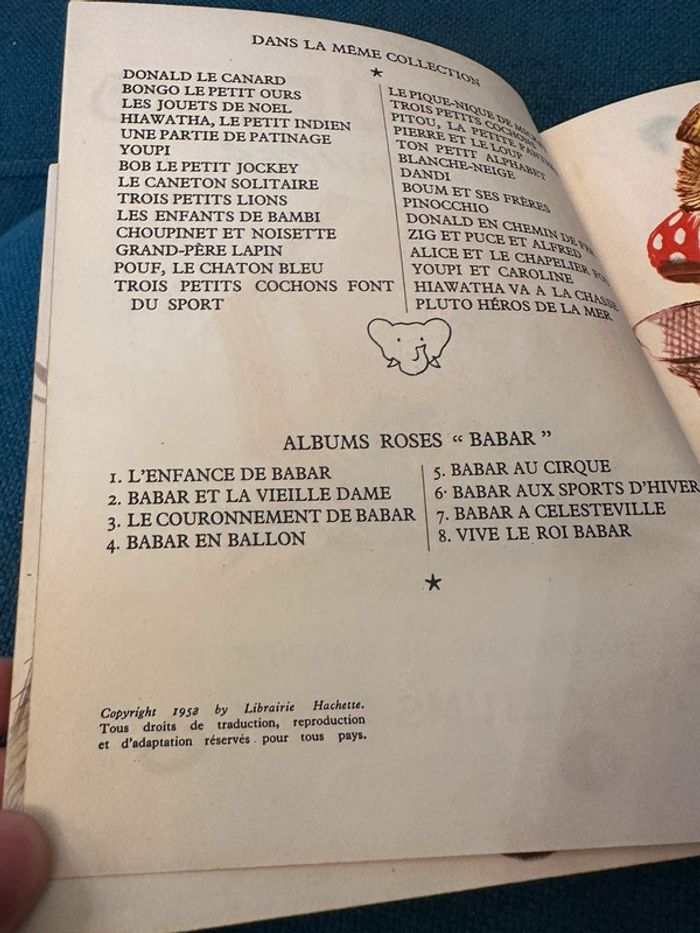 DANS LA MÊME COLLECTION
DONALD LE CANARD
BONGO LE PETIT OURS
LES JOUETS DE NOEL
HIAWATHA, LE PETIT INDIEN
UNE PARTIE DE PATINAGE
YOUPI
BOB LE PETIT JOCKEY
LE CANETON SOLITAIRE
TROIS PETITS LIONS
LES ENFANTS DE BAMBI
CHOUPINET ET NOISETTE
GRAND-PÈRE LAPIN
POUF, LE CHATON BLEU
TROIS PETITS COCHONS FONT
DU SPORT
LE PIQUE-NIQUE DE
TROIS PETITS COCHONS
PITOU, LA PETITE
PIERRE ET LE LOUP
TON PETIT ALPHABET
BLANCHE-NEIGE
DANDI
BOUM ET SES FRÈRES
PINOCCHIO
DONALD EN CHEMIN DE
ZIG ET PUCE ET ALFRED
ALICE ET LE CHAPELIER
YOUPI ET CAROLINE
HIAWATHA VA A LA CHASSE
PLUTO HÉROS DE LA MER
ALBUMS ROSES “ BABAR ”
1. L'ENFANCE DE BABAR
2. BABAR ET LA VIEILLE DAME
3. LE COURONNEMENT DE BABAR
4. BABAR EN BALLON
5. BABAR AU CIRQUE
6. BABAR AUX SPORTS D'HIVER
7. BABAR A CELESTEVILLE
8. VIVE LE ROI BABAR
Copyright 1952 by Librairie Hachette.
Tous droits de traduction, reproduction
et d'adaptation réservés pour tous pays.